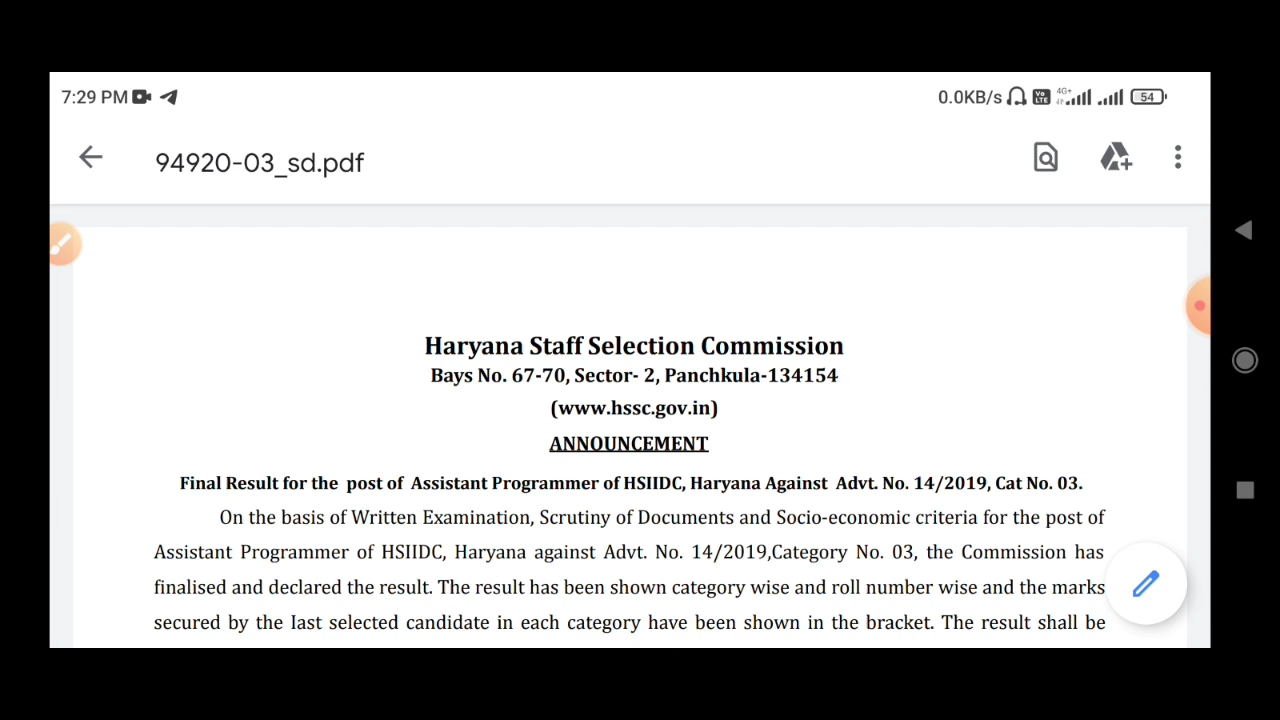 7:29 PM
0.0KB/s Vo LTE 4G+ 54
94920-03_sd.pdf
Haryana Staff Selection Commission
Bays No. 67-70, Sector- 2, Panchkula-134154
(www.hssc.gov.in)
ANNOUNCEMENT
Final Result for the post of Assistant Programmer of HSIIDC, Haryana Against Advt. No. 14/2019, Cat No. 03.
On the basis of Written Examination, Scrutiny of Documents and Socio-economic criteria for the post of
Assistant Programmer of HSIIDC, Haryana against Advt. No. 14/2019,Category No. 03, the Commission has
finalised and declared the result. The result has been shown category wise and roll number wise and the marks
secured by the last selected candidate in each category have been shown in the bracket. The result shall be